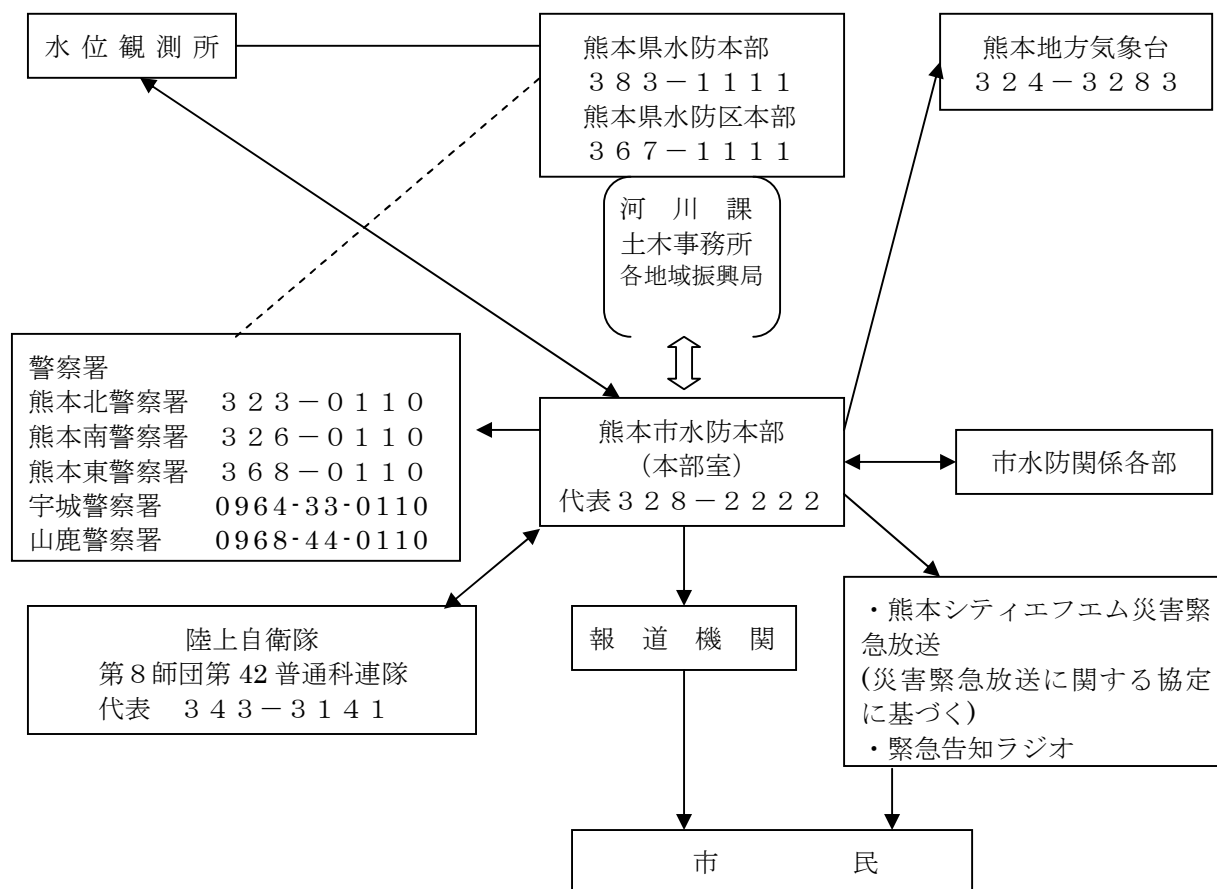 水位観測所
熊本県水防本部
３８３－１１１１
熊本県水防区本部
３６７－１１１１
熊本地方気象台
３２４－３２８３
河川課
土木事務所
各地域振興局
警察署
熊本北警察署　３２３－０１１０
熊本南警察署　３２６－０１１０
熊本東警察署　３６８－０１１０
宇城警察署　0964-33-0110
山鹿警察署　0968-44-0110
熊本市水防本部
（本部室）
代表３２８－２２２２
市水防関係各部
陸上自衛隊
第８師団第 42 普通科連隊
代表　３４３－３１４１
報道機関
・熊本シティエフエム災害緊
急放送
(災害緊急放送に関する協定
に基づく)
・緊急告知ラジオ
市民